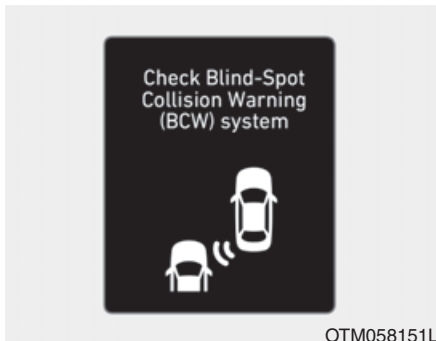 Check Blind-Spot
Collision Warning
(BCW) system
OTM058151L